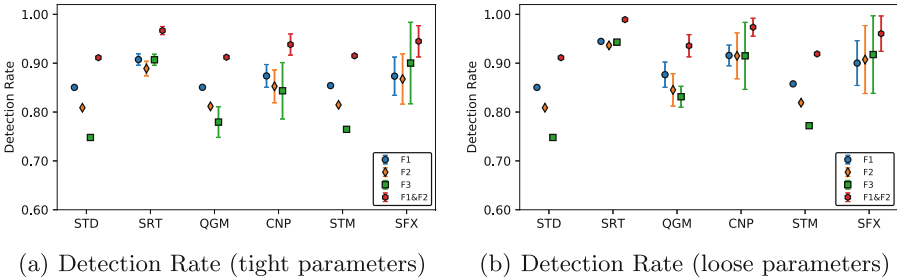 1.00
0.90
0.80
0.70
0.60
Detection Rate
STD SRT QGM CNP STM SFX
F1
F2
F3
F1&F2
(a) Detection Rate (tight parameters)
1.00
0.90
0.80
0.70
0.60
Detection Rate
STD SRT QGM CNP STM SFX
F1
F2
F3
F1&F2
(b) Detection Rate (loose parameters)